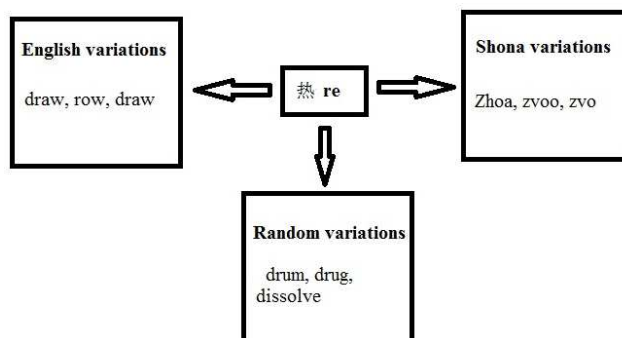 English variations
draw, row, draw
热 re
Shona variations
Zhoa, zvoo, zvo
Random variations
drum, drug,
dissolve